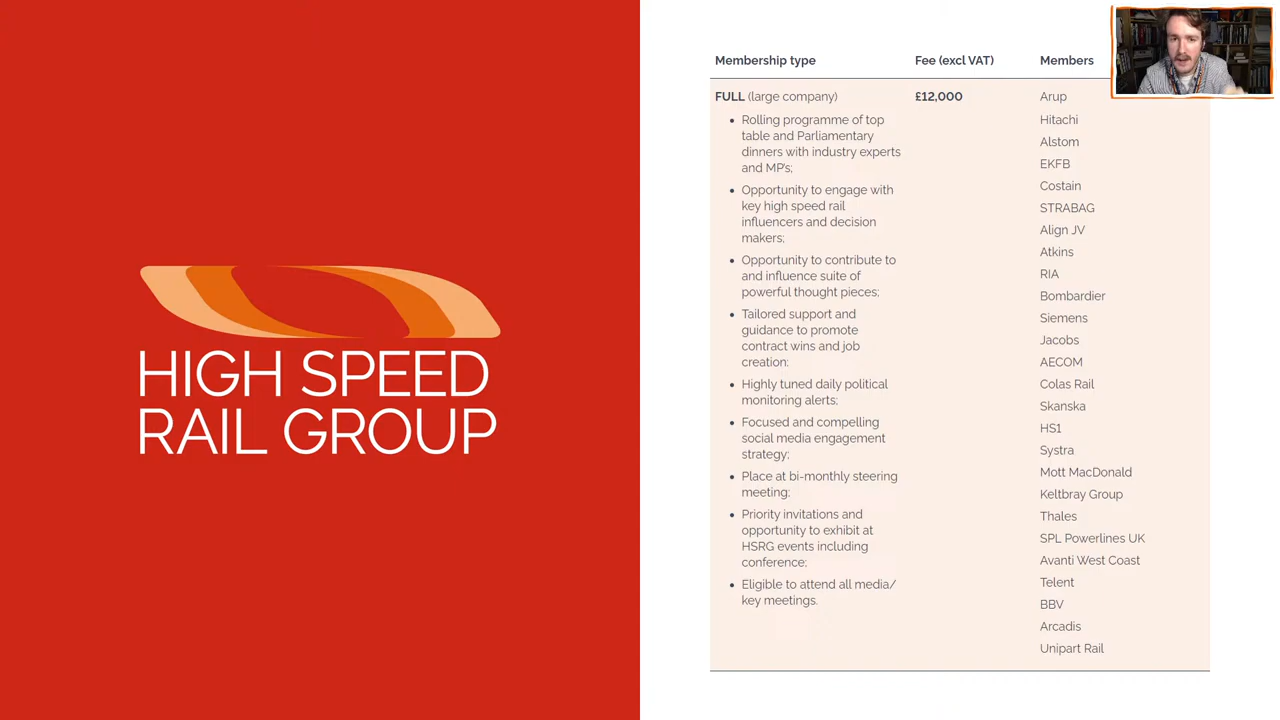 HIGH SPEED
RAIL GROUP
Membership type
Fee (excl VAT)
Members
FULL (large company)
£12,000
• Rolling programme of top
table and Parliamentary
dinners with industry experts
and MP's;
• Opportunity to engage with
key high speed rail
influencers and decision
makers;
• Opportunity to contribute to
and influence suite of
powerful thought pieces;
• Tailored support and
guidance to promote
contract wins and job
creation;
• Highly tuned daily political
monitoring alerts;
• Focused and compelling
social media engagement
strategy;
• Place at bi-monthly steering
meeting;
• Priority invitations and
opportunity to exhibit at
HSRG events including
conference;
• Eligible to attend all media/
key meetings.
Arup
Hitachi
Alstom
EKFB
Costain
STRABAG
Align JV
Atkins
RIA
Bombardier
Siemens
Jacobs
AECOM
Colas Rail
Skanska
HS1
Systra
Mott MacDonald
Keltbray Group
Thales
SPL Powerlines UK
Avanti West Coast
Telent
BBV
Arcadis
Unipart Rail